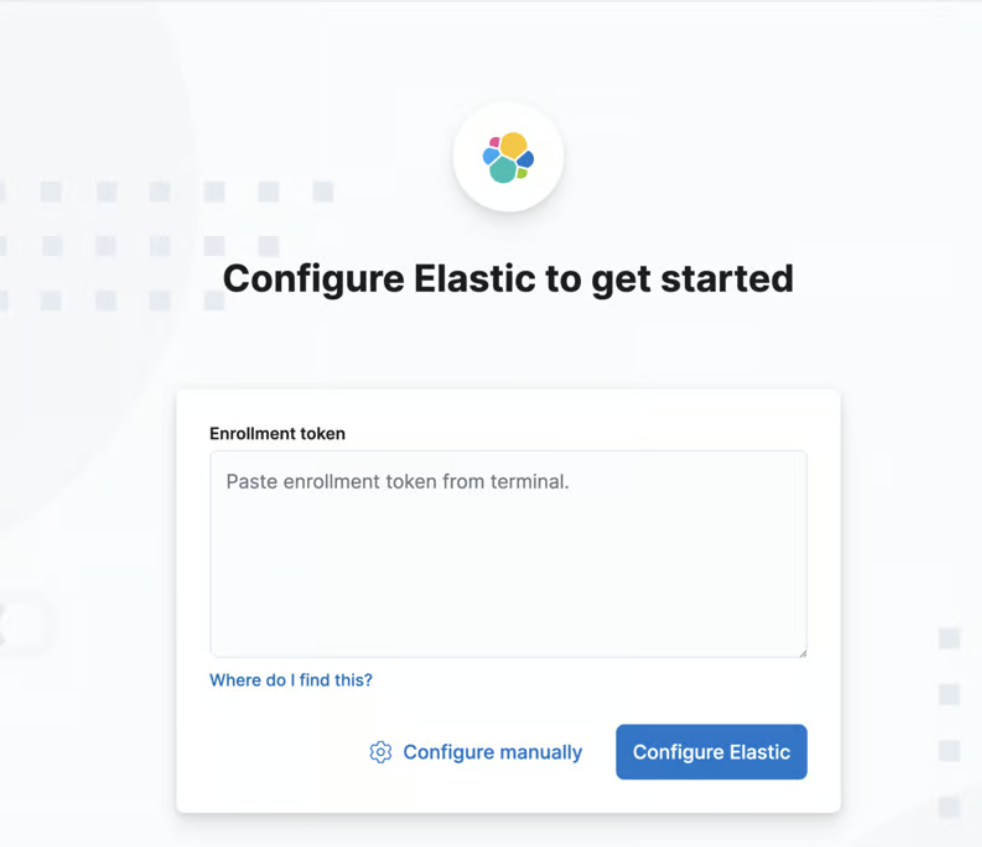 Configure Elastic to get started
Enrollment token
Paste enrollment token from terminal.
Where do I find this?
Configure manually
Configure Elastic